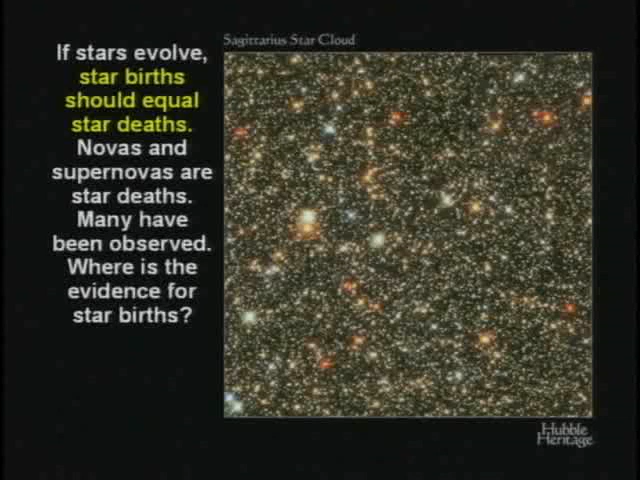 If stars evolve,
star births
should equal
star deaths.
Novas and
supernovas are
star deaths.
Many have
been observed.
Where is the
evidence for
star births?
Sagittarius Star Cloud
Hubble
Heritage